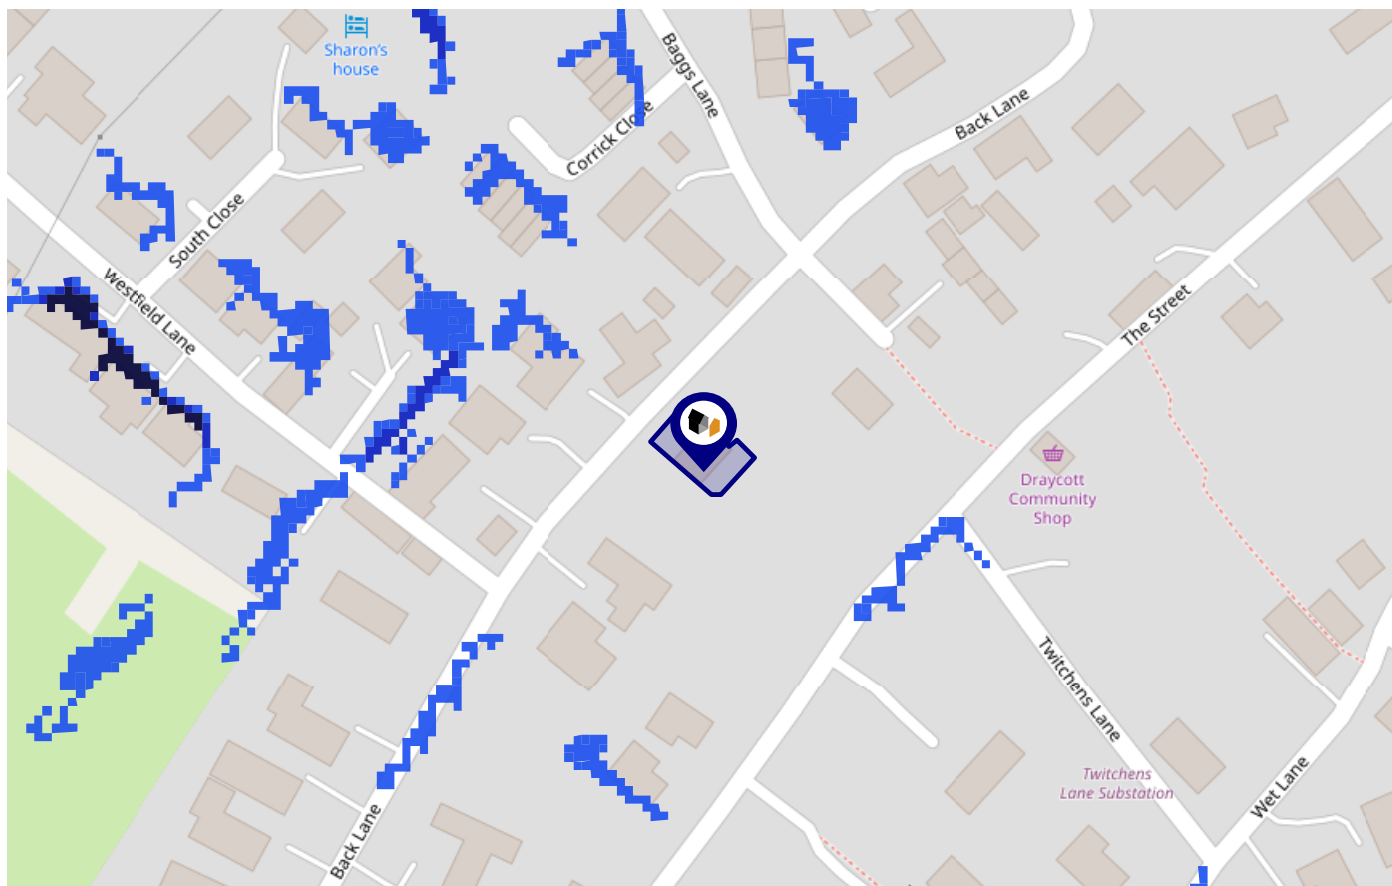 Sharon's
house
Baggs Lane
Back Lane
Corrick Close
South Close
Westfield Lane
The Street
Draycott
Community
Shop
Twitchens Lane
Twitchens
Lane Substation
Wet Lane
Back Lane